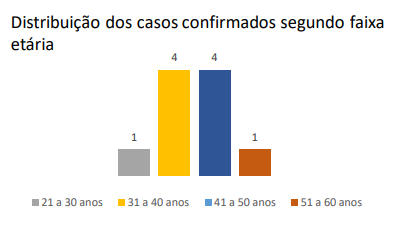 Distribuição dos casos confirmados segundo faixa
etária
4 4
1 1
21 a 30 anos 31 a 40 anos 41 a 50 anos 51 a 60 anos